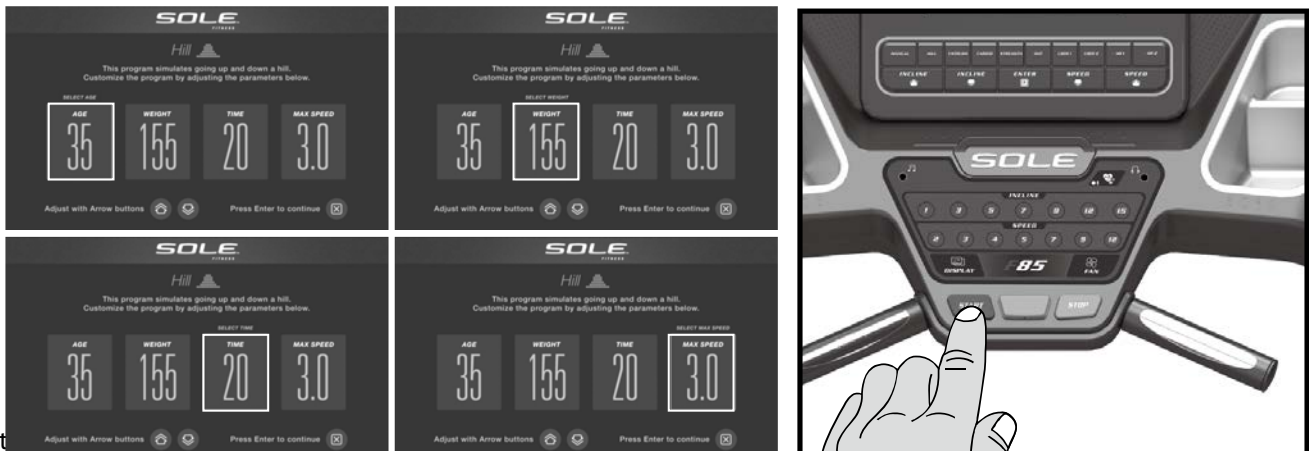 SOLE
FITNESS
Hill
This program simulates going up and down a hill.
Customize the program by adjusting the parameters below.
SELECT AGE
AGE WEIGHT TIME MAX SPEED
35 155 20 3.0
Adjust with Arrow buttons Press Enter to continue
SOLE
FITNESS
Hill
This program simulates going up and down a hill.
Customize the program by adjusting the parameters below.
SELECT WEIGHT
AGE WEIGHT TIME MAX SPEED
35 155 20 3.0
Adjust with Arrow buttons Press Enter to continue
SOLE
FITNESS
Hill
This program simulates going up and down a hill.
Customize the program by adjusting the parameters below.
SELECT TIME
AGE WEIGHT TIME MAX SPEED
35 155 20 3.0
t Adjust with Arrow buttons Press Enter to continue
SOLE
FITNESS
Hill
This program simulates going up and down a hill.
Customize the program by adjusting the parameters below.
SELECT MAX SPEED
AGE WEIGHT TIME MAX SPEED
35 155 20 3.0
Adjust with Arrow buttons Press Enter to continue
INCLINE INCLINE ENTER SPEED SPEED
SOLE
INCLINE
1 3 5 7 9 12 15
SPEED
2 3 4 5 7 9 12
DISPLAY F85 FAN
START STOP